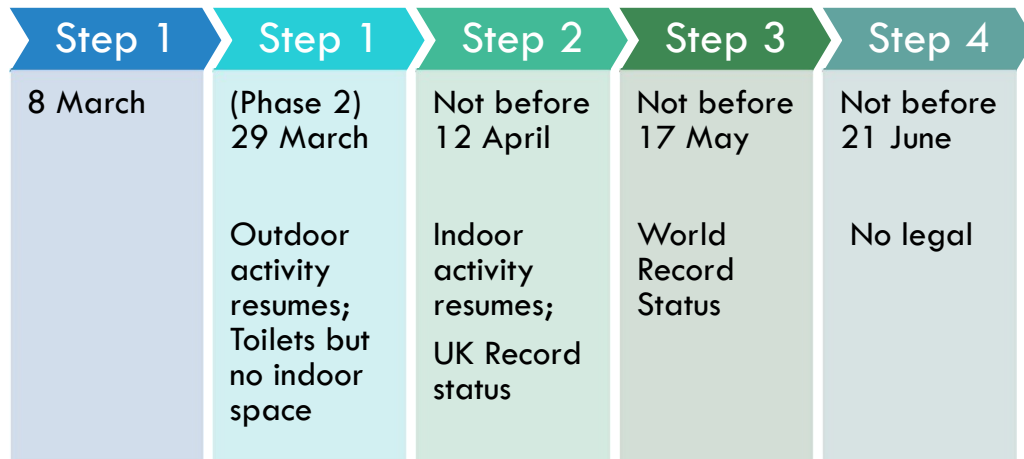 Step 1
8 March
Step 1
(Phase 2)
29 March
Outdoor
activity
resumes;
Toilets but
no indoor
space
Step 2
Not before
12 April
Indoor
activity
resumes;
UK Record
status
Step 3
Not before
17 May
World
Record
Status
Step 4
Not before
21 June
No legal